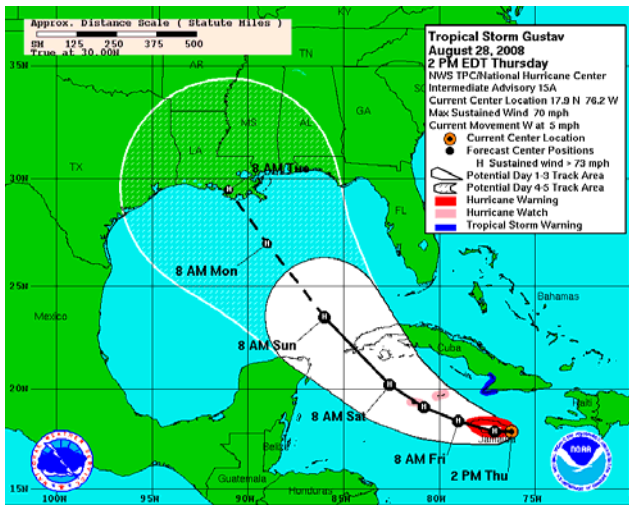 Approx. Distance Scale ( Statute Miles )
SM 125 250 375 500
True at 30.00N
Tropical Storm Gustav
August 28, 2008
2 PM EDT Thursday
NWS TPC/National Hurricane Center
Intermediate Advisory 15A
Current Center Location 17.9 N 76.2 W
Max Sustained Wind 70 mph
Current Movement W at 5 mph
Current Center Location
Forecast Center Positions
H Sustained wind > 73 mph
Potential Day 1-3 Track Area
Potential Day 4-5 Track Area
Hurricane Warning
Hurricane Watch
Tropical Storm Warning
KY
35N
TN
AR
MS
AL
GA
LA
TX
8 AM Tue
30N
H
FL
H
8 AM Mon
25N
Mexico
Bahamas
H
8 AM Sun
Cuba
20N
H
H
8 AM Sat
H
H
Haiti
Jamaica
8 AM Fri
2 PM Thu
Belize
Guatemala
Honduras
NOAA
15N
100W 95W 90W 85W 80W 75W